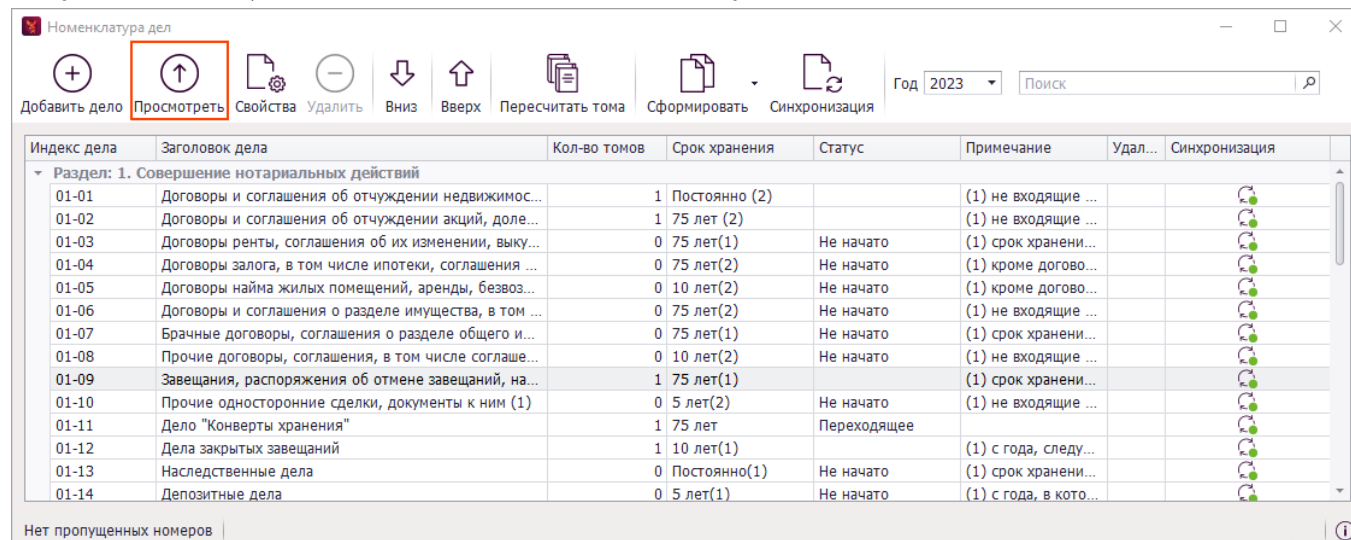 Номенклатура дел
Добавить дело Просмотреть Свойства Удалить Вниз Вверх Пересчитать тома Сформировать Синхронизация Год 2023 Поиск
Индекс дела Заголовок дела Кол-во томов Срок хранения Статус Примечание Удал... Синхронизация
Раздел: 1. Совершение нотариальных действий
01-01 Договоры и соглашения об отчуждении недвижимос... 1 Постоянно (2) (1) не входящие ...
01-02 Договоры и соглашения об отчуждении акций, доле... 1 75 лет (2) (1) не входящие ...
01-03 Договоры ренты, соглашения об их изменении, выку... 0 75 лет(1) Не начато (1) срок хранени...
01-04 Договоры залога, в том числе ипотеки, соглашения ... 0 75 лет(2) Не начато (1) кроме догово...
01-05 Договоры найма жилых помещений, аренды, безвоз... 0 10 лет(2) Не начато (1) кроме догово...
01-06 Договоры и соглашения о разделе имущества, в том ... 0 75 лет(2) Не начато (1) не входящие ...
01-07 Брачные договоры, соглашения о разделе общего и... 0 75 лет(1) Не начато (1) срок хранени...
01-08 Прочие договоры, соглашения, в том числе соглаше... 0 10 лет(2) Не начато (1) не входящие ...
01-09 Завещания, распоряжения об отмене завещаний, на... 1 75 лет(1) (1) срок хранени...
01-10 Прочие односторонние сделки, документы к ним (1) 0 5 лет(2) Не начато (1) не входящие ...
01-11 Дело "Конверты хранения" 1 75 лет Переходящее
01-12 Дела закрытых завещаний 1 10 лет(1) (1) с года, следу...
01-13 Наследственные дела 0 Постоянно(1) Не начато (1) срок хранени...
01-14 Депозитные дела 0 5 лет(1) Не начато (1) с года, в кото...
Нет пропущенных номеров